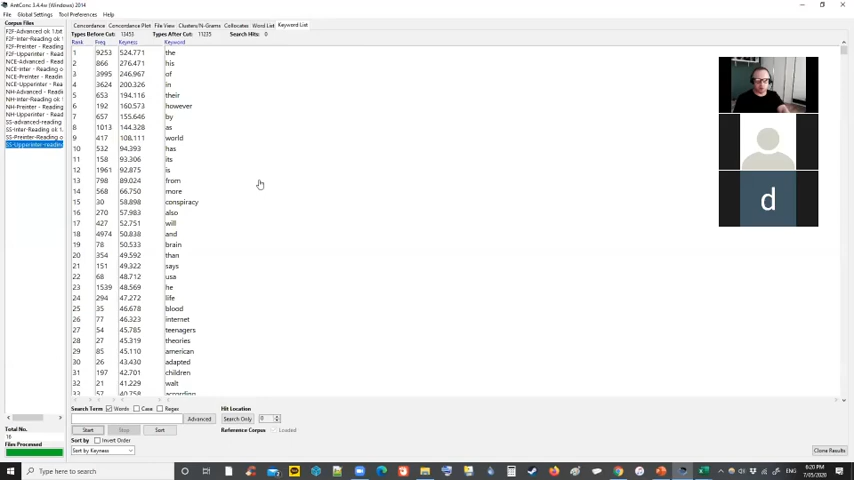 AntConc 3.4.4w (Windows) 2014
File Global Settings Tool Preferences Help
Corpus Files
Concordance Concordance Plot File View Clusters/N-Grams Collocates Word List Keyword List
F2F-Advanced ok 1.txt
F2F-Inter-Reading ok
F2F-Preinter - Reading
F2F-Upperinter - Read
NCE-Advanced - Readi
NCE-Inter - Reading o
NCE-Preinter - Reading
NCE-Upperinter - Rea
NH-Advanced - Readi
NH-Inter-Reading ok
NH-Preinter - Reading
NH-Upperinter - Readi
SS-advanced-reading
SS-Inter-Reading ok 1.
SS-Preinter-Reading o
SS-Upperinter-reading
Types Before Cut: 13453 Types After Cut: 11235 Search Hits: 0
Rank Freq Keyness Keyword
1 9253 524.771 the
2 866 276.471 his
3 3995 246.967 of
4 3624 200.326 in
5 653 194.116 their
6 192 160.573 however
7 657 155.646 by
8 1013 144.328 as
9 417 108.111 world
10 532 94.393 has
11 158 93.306 its
12 1961 92.875 is
13 798 89.024 from
14 568 66.750 more
15 30 58.898 conspiracy
16 270 57.983 also
17 427 52.751 will
18 4974 50.838 and
19 78 50.533 brain
20 354 49.592 than
21 151 49.322 says
22 68 48.712 usa
23 1539 48.569 he
24 294 47.272 life
25 35 46.678 blood
26 77 46.323 internet
27 54 45.785 teenagers
28 27 45.319 theories
29 85 45.110 american
30 26 43.430 adapted
31 197 42.701 children
32 21 41.229 walt
33 57 40.758 according
d
Total No.
16
Files Processed
Search Term Words Case Regex
Hit Location
Advanced
Search Only 0
Start Stop Sort
Reference Corpus Loaded
Sort by Invert Order
Sort by Keyness
Clone Results
Type here to search
ENG
6:20 PM
7/05/2020